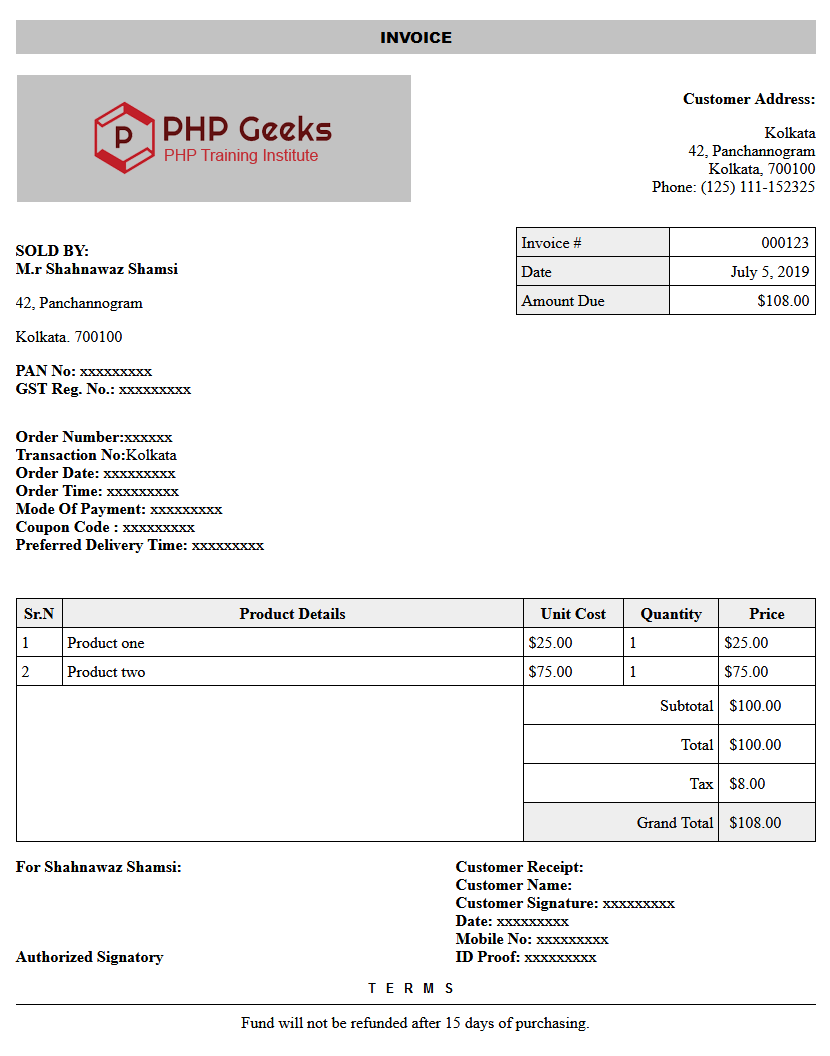 INVOICE
P
PHP Geeks
PHP Training Institute
Customer Address:
Kolkata
42, Panchannogram
Kolkata, 700100
Phone: (125) 111-152325
SOLD BY:
M.r Shahnawaz Shamsi
42, Panchannogram
Kolkata. 700100
PAN No: xxxxxxxxx
GST Reg. No.: xxxxxxxxx
Invoice # 000123
Date July 5, 2019
Amount Due $108.00
Order Number:xxxxxx
Transaction No:Kolkata
Order Date: xxxxxxxxx
Order Time: xxxxxxxxx
Mode Of Payment: xxxxxxxxx
Coupon Code : xxxxxxxxx
Preferred Delivery Time: xxxxxxxxx
Sr.N Product Details Unit Cost Quantity Price
1 Product one $25.00 1 $25.00
2 Product two $75.00 1 $75.00
Subtotal $100.00
Total $100.00
Tax $8.00
Grand Total $108.00
For Shahnawaz Shamsi:
Authorized Signatory
Customer Receipt:
Customer Name:
Customer Signature: xxxxxxxxx
Date: xxxxxxxxx
Mobile No: xxxxxxxxx
ID Proof: xxxxxxxxx
TERMS
Fund will not be refunded after 15 days of purchasing.